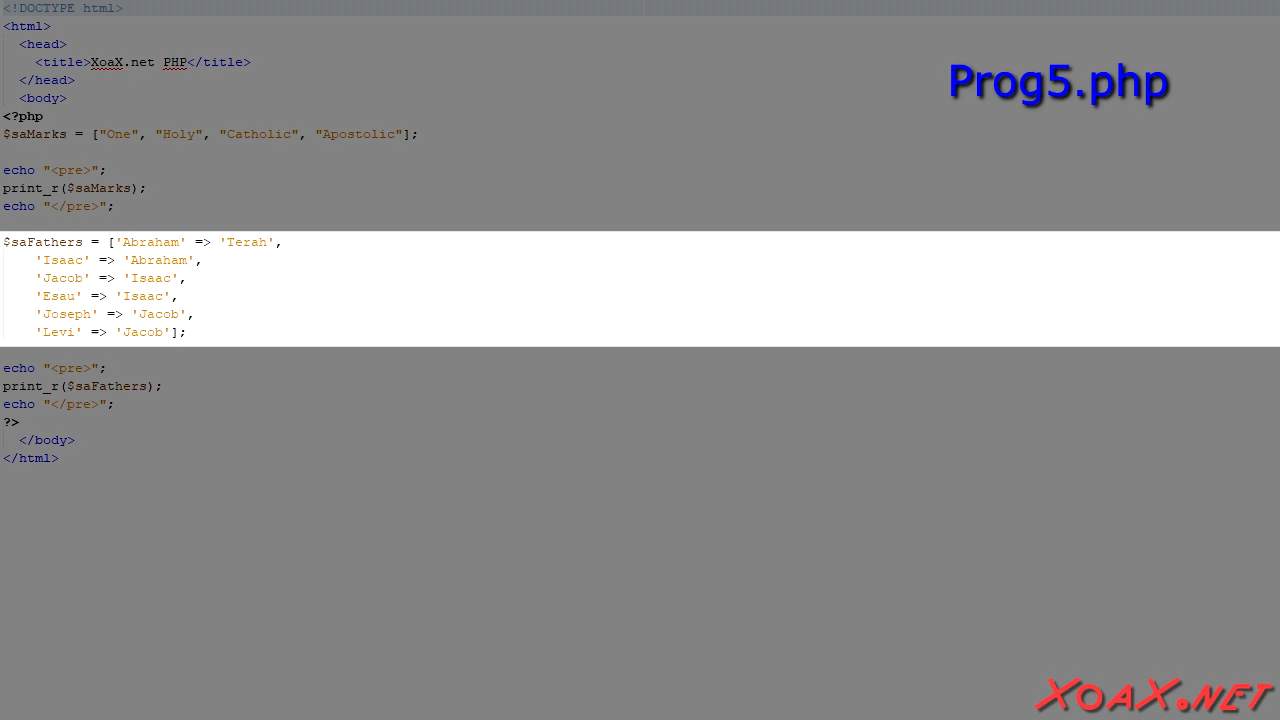 <!DOCTYPE html>
<html>
  <head>
    <title>XoaX.net PHP</title>
  </head>
  <body>
Prog5.php
<?php
$saMarks = ["One", "Holy", "Catholic", "Apostolic"];
echo "<pre>";
print_r($saMarks);
echo "</pre>";
$saFathers = ['Abraham' => 'Terah',
    'Isaac' => 'Abraham',
    'Jacob' => 'Isaac',
    'Esau' => 'Isaac',
    'Joseph' => 'Jacob',
    'Levi' => 'Jacob'];
echo "<pre>";
print_r($saFathers);
echo "</pre>";
?>
  </body>
</html>
XOAX.NET